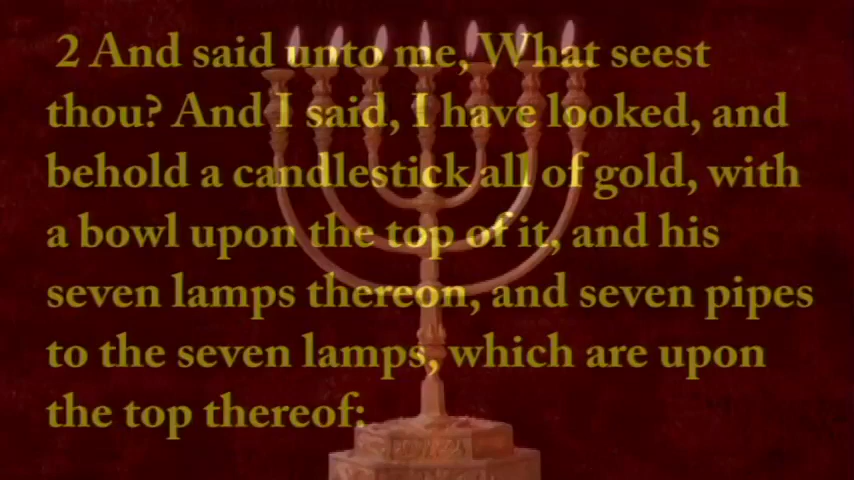 2 And said unto me, What seest
thou? And I said, I have looked, and
behold a candlestick all of gold, with
a bowl upon the top of it, and his
seven lamps thereon, and seven pipes
to the seven lamps, which are upon
the top thereof: